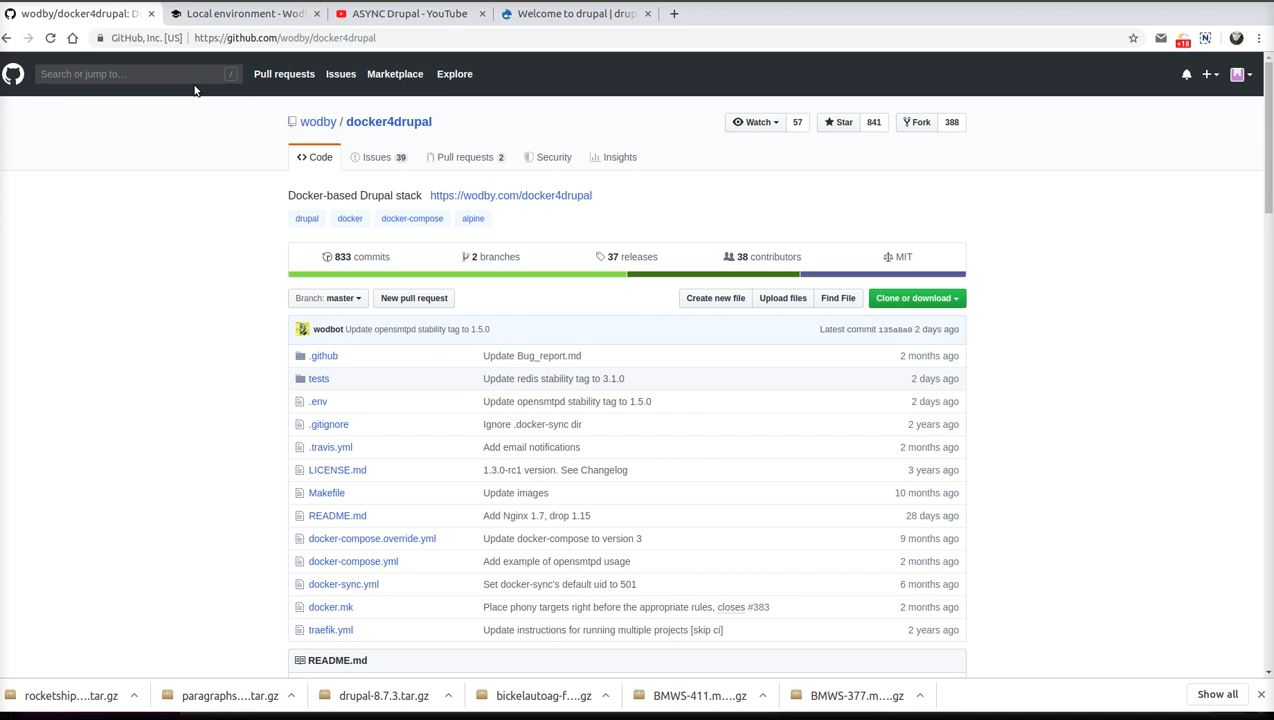 wodby/docker4drupal: D
Local environment - Wodb
ASYNC Drupal - YouTube
Welcome to drupal | drup
GitHub, Inc. [US] https://github.com/wodby/docker4drupal
+18
Search or jump to… /
Pull requests Issues Marketplace Explore
wodby / docker4drupal
Watch 57 Star 841 Fork 388
Code Issues 39 Pull requests 2 Security Insights
Docker-based Drupal stack https://wodby.com/docker4drupal
drupal docker docker-compose alpine
833 commits 2 branches 37 releases 38 contributors MIT
Branch: master New pull request Create new file Upload files Find File Clone or download
wodbot Update opensmtpd stability tag to 1.5.0 Latest commit 135a8a0 2 days ago
.github Update Bug_report.md 2 months ago
tests Update redis stability tag to 3.1.0 2 days ago
.env Update opensmtpd stability tag to 1.5.0 2 days ago
.gitignore Ignore .docker-sync dir 2 years ago
.travis.yml Add email notifications 2 months ago
LICENSE.md 1.3.0-rc1 version. See Changelog 3 years ago
Makefile Update images 10 months ago
README.md Add Nginx 1.7, drop 1.15 28 days ago
docker-compose.override.yml Update docker-compose to version 3 9 months ago
docker-compose.yml Add example of opensmtpd usage 2 months ago
docker-sync.yml Set docker-sync's default uid to 501 6 months ago
docker.mk Place phony targets right before the appropriate rules, closes #383 2 months ago
traefik.yml Update instructions for running multiple projects [skip ci] 2 years ago
README.md
rocketship....tar.gz paragraphs....tar.gz drupal-8.7.3.tar.gz bickelautoag-f....gz BMWS-411.m....gz BMWS-377.m....gz Show all